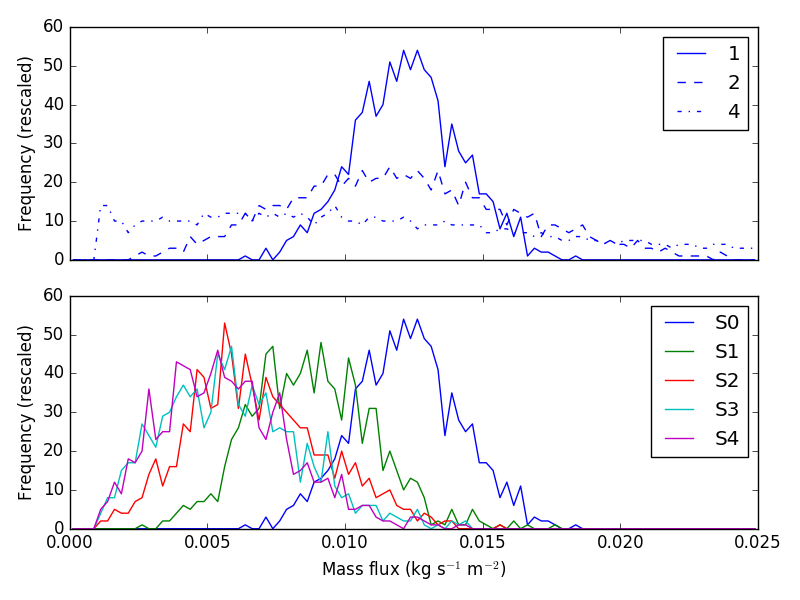 60
50
40
30
20
10
0
Frequency (rescaled)
1
2
4
60
50
40
30
20
10
0
Frequency (rescaled)
S0
S1
S2
S3
S4
0.000 0.005 0.010 0.015 0.020 0.025
Mass flux (kg s⁻¹ m⁻²)